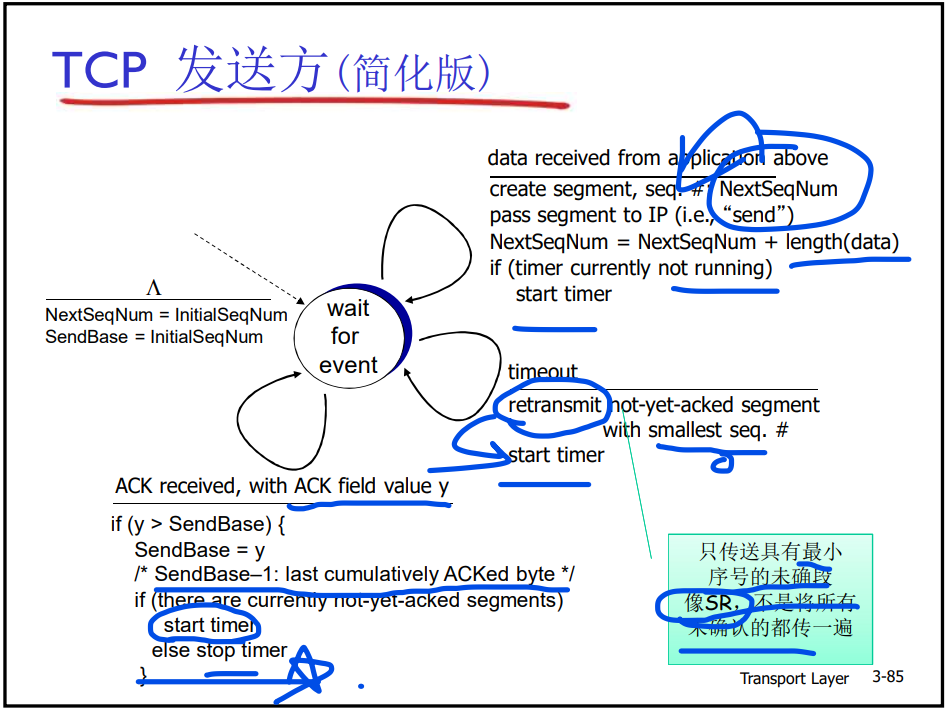 TCP 发送方(简化版)
data received from application above
create segment, seq. #: NextSeqNum
pass segment to IP (i.e., “send”)
NextSeqNum = NextSeqNum + length(data)
if (timer currently not running)
start timer
Λ
NextSeqNum = InitialSeqNum
SendBase = InitialSeqNum
wait
for
event
timeout
retransmit not-yet-acked segment
with smallest seq. #
start timer
ACK received, with ACK field value y
if (y > SendBase) {
SendBase = y
/* SendBase–1: last cumulatively ACKed byte */
if (there are currently not-yet-acked segments)
start timer
else stop timer
}
只传送具有最小
序号的未确段
像SR，不是将所有
未确认的都传一遍
Transport Layer 3-85